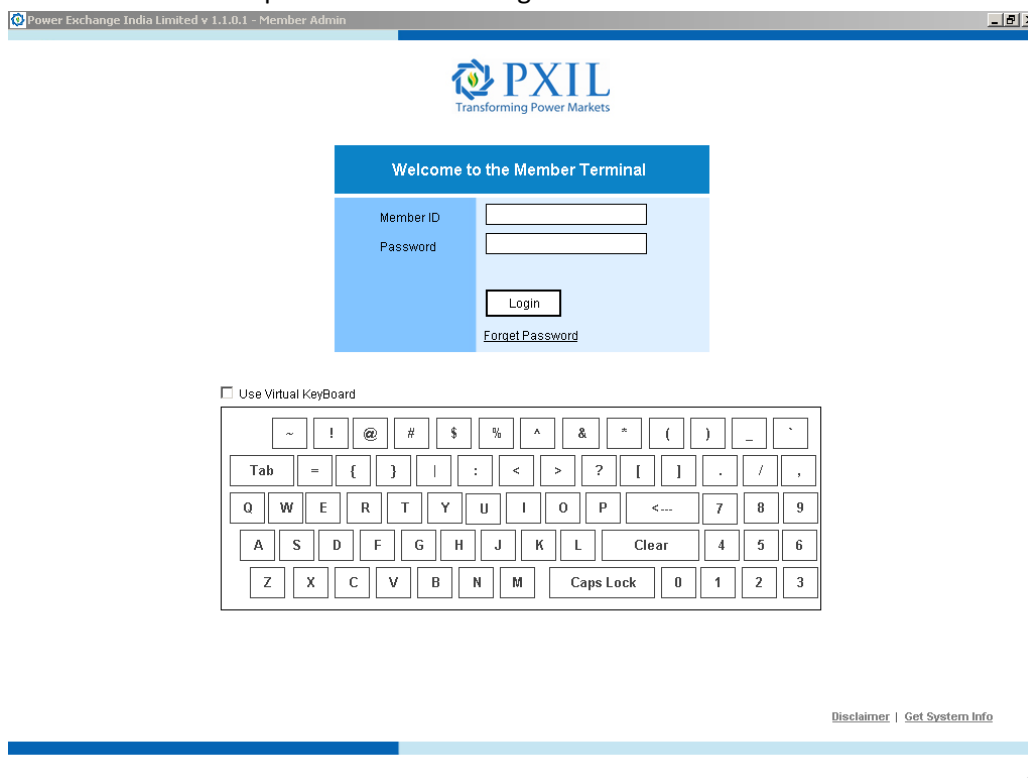 Power Exchange India Limited v 1.1.0.1 - Member Admin
PXIL
Transforming Power Markets
Welcome to the Member Terminal
Member ID
Password
Login
Forget Password
Use Virtual KeyBoard
~ ! @ # $ % ^ & * ( ) _ `
Tab = { } | : < > ? [ ] . / ,
Q W E R T Y U I O P <--- 7 8 9
A S D F G H J K L Clear 4 5 6
Z X C V B N M Caps Lock 0 1 2 3
Disclaimer | Get System Info